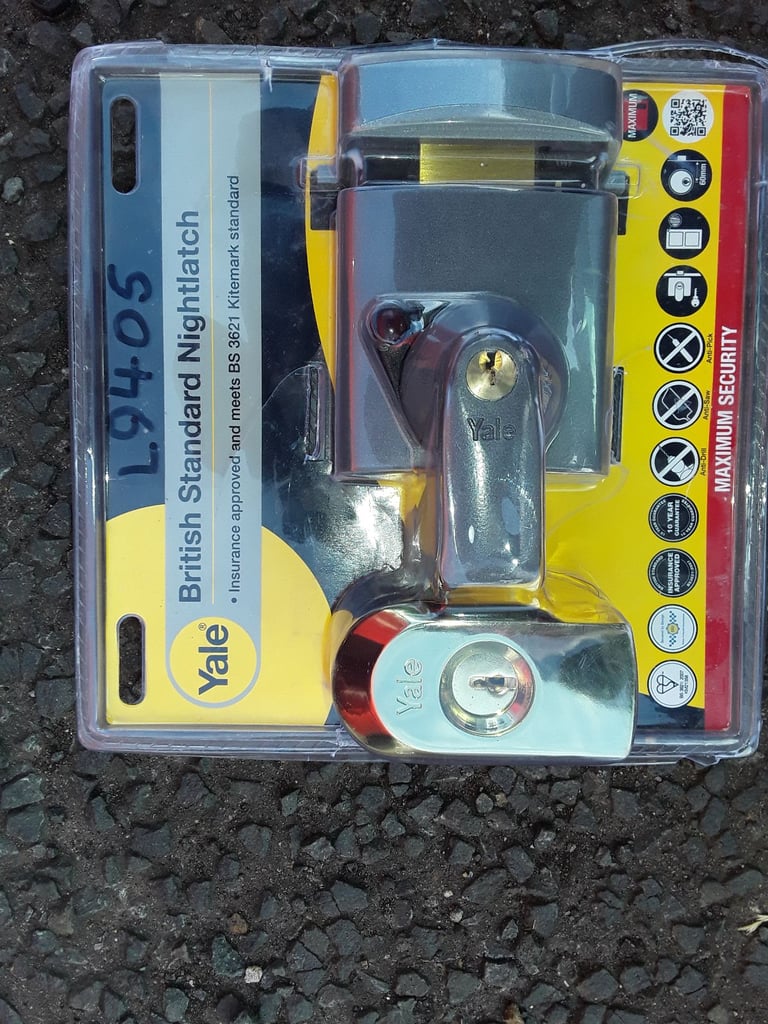 L9405
Yale®
British Standard Nightlatch
• Insurance approved and meets BS 3621 Kitemark standard
Yale
Yale
MAXIMUM
60mm
Anti-Pick
Anti-Saw
Anti-Drill
10 YEAR
GUARANTEE
INSURANCE
APPROVED
MAXIMUM SECURITY